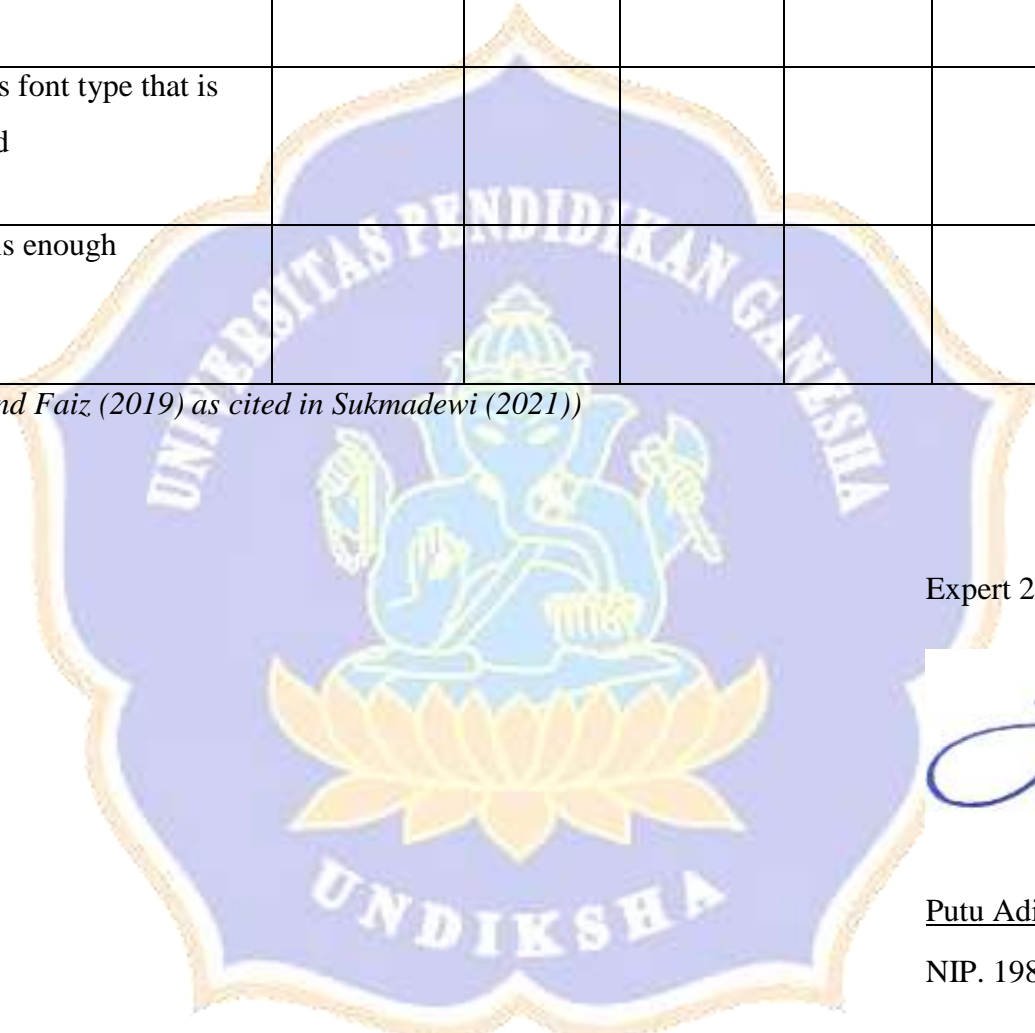 s font type that is
d
is enough
nd Faiz (2019) as cited in Sukmadewi (2021))
UNIVERSITAS PENDIDIKAN GANESHA
UNDIKSHA
Expert 2
Putu Adi
NIP. 198